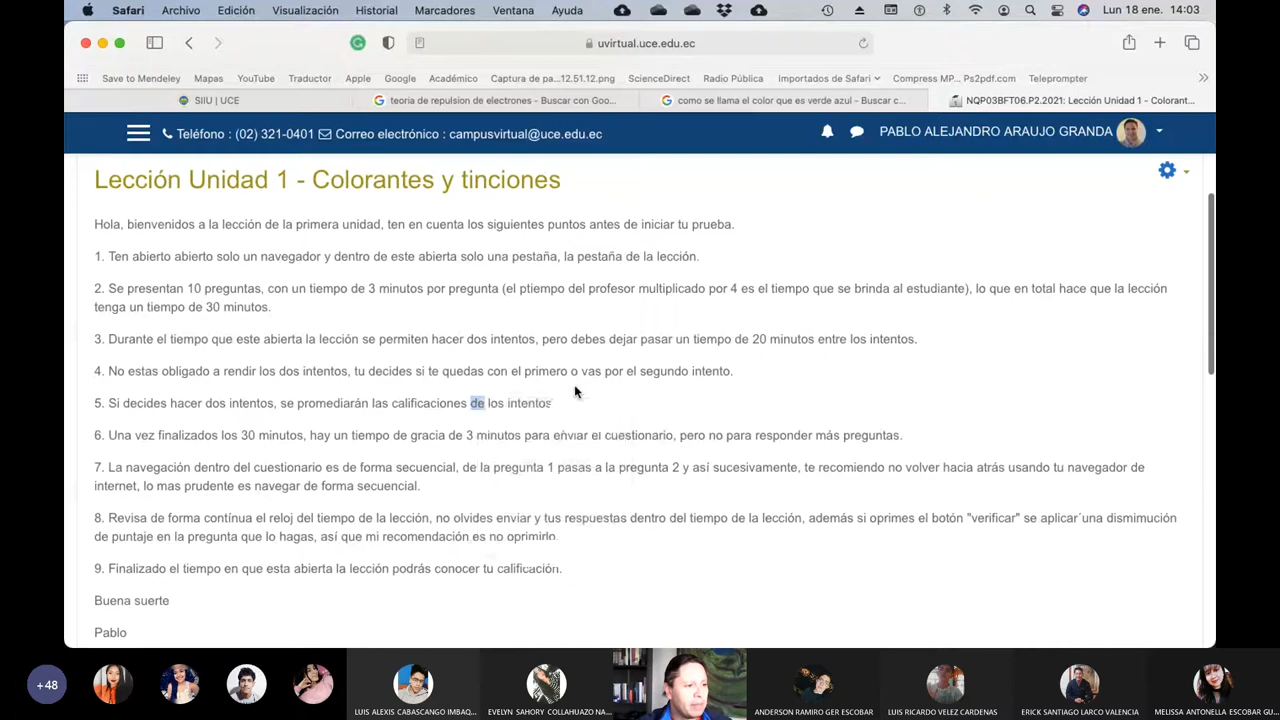 Safari Archivo Edición Visualización Historial Marcadores Ventana Ayuda Lun 18 ene. 14:03
uvirtual.uce.edu.ec
Save to Mendeley Mapas YouTube Traductor Apple Google Académico Captura de pa...12.51.12.png ScienceDirect Radio Pública Importados de Safari Compress MP... Ps2pdf.com Teleprompter
SIIU | UCE teoria de repulsion de electrones - Buscar con Goo... como se llama el color que es verde azul - Buscar c... NQP03BFT06.P2.2021: Lección Unidad 1 - Colorant...
Teléfono : (02) 321-0401 Correo electrónico : campusvirtual@uce.edu.ec PABLO ALEJANDRO ARAUJO GRANDA
Lección Unidad 1 - Colorantes y tinciones
Hola, bienvenidos a la lección de la primera unidad, ten en cuenta los siguientes puntos antes de iniciar tu prueba.
1. Ten abierto abierto solo un navegador y dentro de este abierta solo una pestaña, la pestaña de la lección.
2. Se presentan 10 preguntas, con un tiempo de 3 minutos por pregunta (el ptiempo del profesor multiplicado por 4 es el tiempo que se brinda al estudiante), lo que en total hace que la lección
tenga un tiempo de 30 minutos.
3. Durante el tiempo que este abierta la lección se permiten hacer dos intentos, pero debes dejar pasar un tiempo de 20 minutos entre los intentos.
4. No estas obligado a rendir los dos intentos, tu decides si te quedas con el primero o vas por el segundo intento.
5. Si decides hacer dos intentos, se promediarán las calificaciones de los intentos
6. Una vez finalizados los 30 minutos, hay un tiempo de gracia de 3 minutos para enviar el cuestionario, pero no para responder más preguntas.
7. La navegación dentro del cuestionario es de forma secuencial, de la pregunta 1 pasas a la pregunta 2 y así sucesivamente, te recomiendo no volver hacia atrás usando tu navegador de
internet, lo mas prudente es navegar de forma secuencial.
8. Revisa de forma contínua el reloj del tiempo de la lección, no olvides enviar y tus respuestas dentro del tiempo de la lección, además si oprimes el botón "verificar" se aplicar´una dismimución
de puntaje en la pregunta que lo hagas, así que mi recomendación es no oprimirlo.
9. Finalizado el tiempo en que esta abierta la lección podrás conocer tu calificación.
Buena suerte
Pablo
+48 LUIS ALEXIS CABASCANGO IMBAQ... EVELYN SAHORY COLLAHUAZO NA... ANDERSON RAMIRO GER ESCOBAR LUIS RICARDO VELEZ CARDENAS ERICK SANTIAGO LARCO VALENCIA MELISSA ANTONELLA ESCOBAR GU...